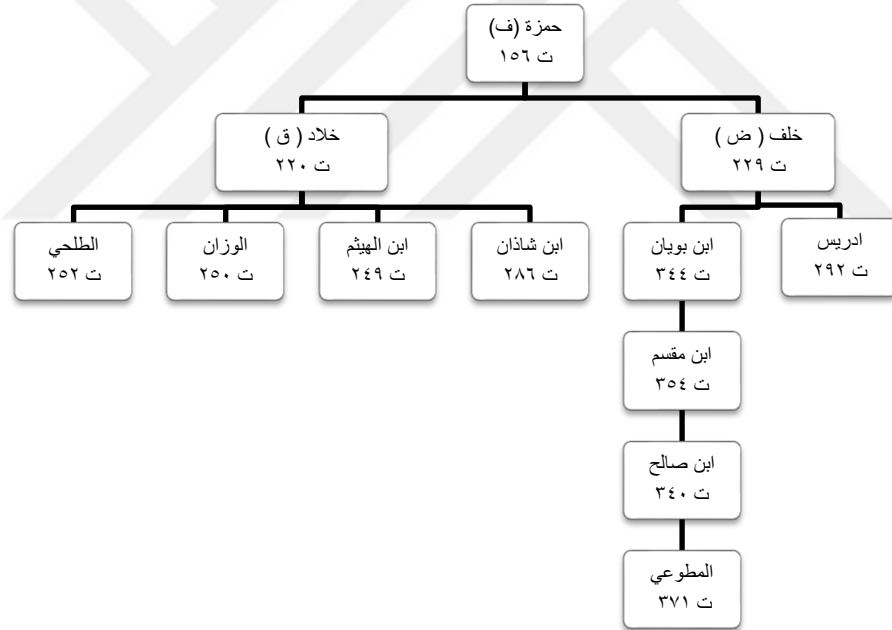 حمزة (ف)
ت ١٥٦
خلف ( ض )
ت ٢٢٩
خلاد ( ق )
ت ٢٢٠
ادريس
ت ٢٩٢
ابن بويان
ت ٣٤٤
ابن شاذان
ت ٢٨٦
ابن الهيثم
ت ٢٤٩
الوزان
ت ٢٥٠
الطلحي
ت ٢٥٢
ابن مقسم
ت ٣٥٤
ابن صالح
ت ٣٤٠
المطوعي
ت ٣٧١